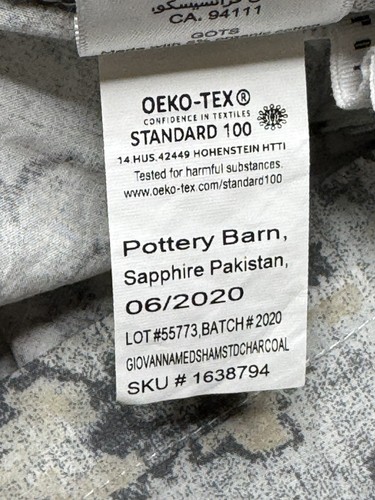 CA. 94111
GOTS
OEKO-TEX®
CONFIDENCE IN TEXTILES
STANDARD 100
14.HUS.42449 HOHENSTEIN HTTI
Tested for harmful substances.
www.oeko-tex.com/standard100
Pottery Barn,
Sapphire Pakistan,
06/2020
LOT #55773,BATCH # 2020
GIOVANNAMEDSHAMSTDCHARCOAL
SKU # 1638794